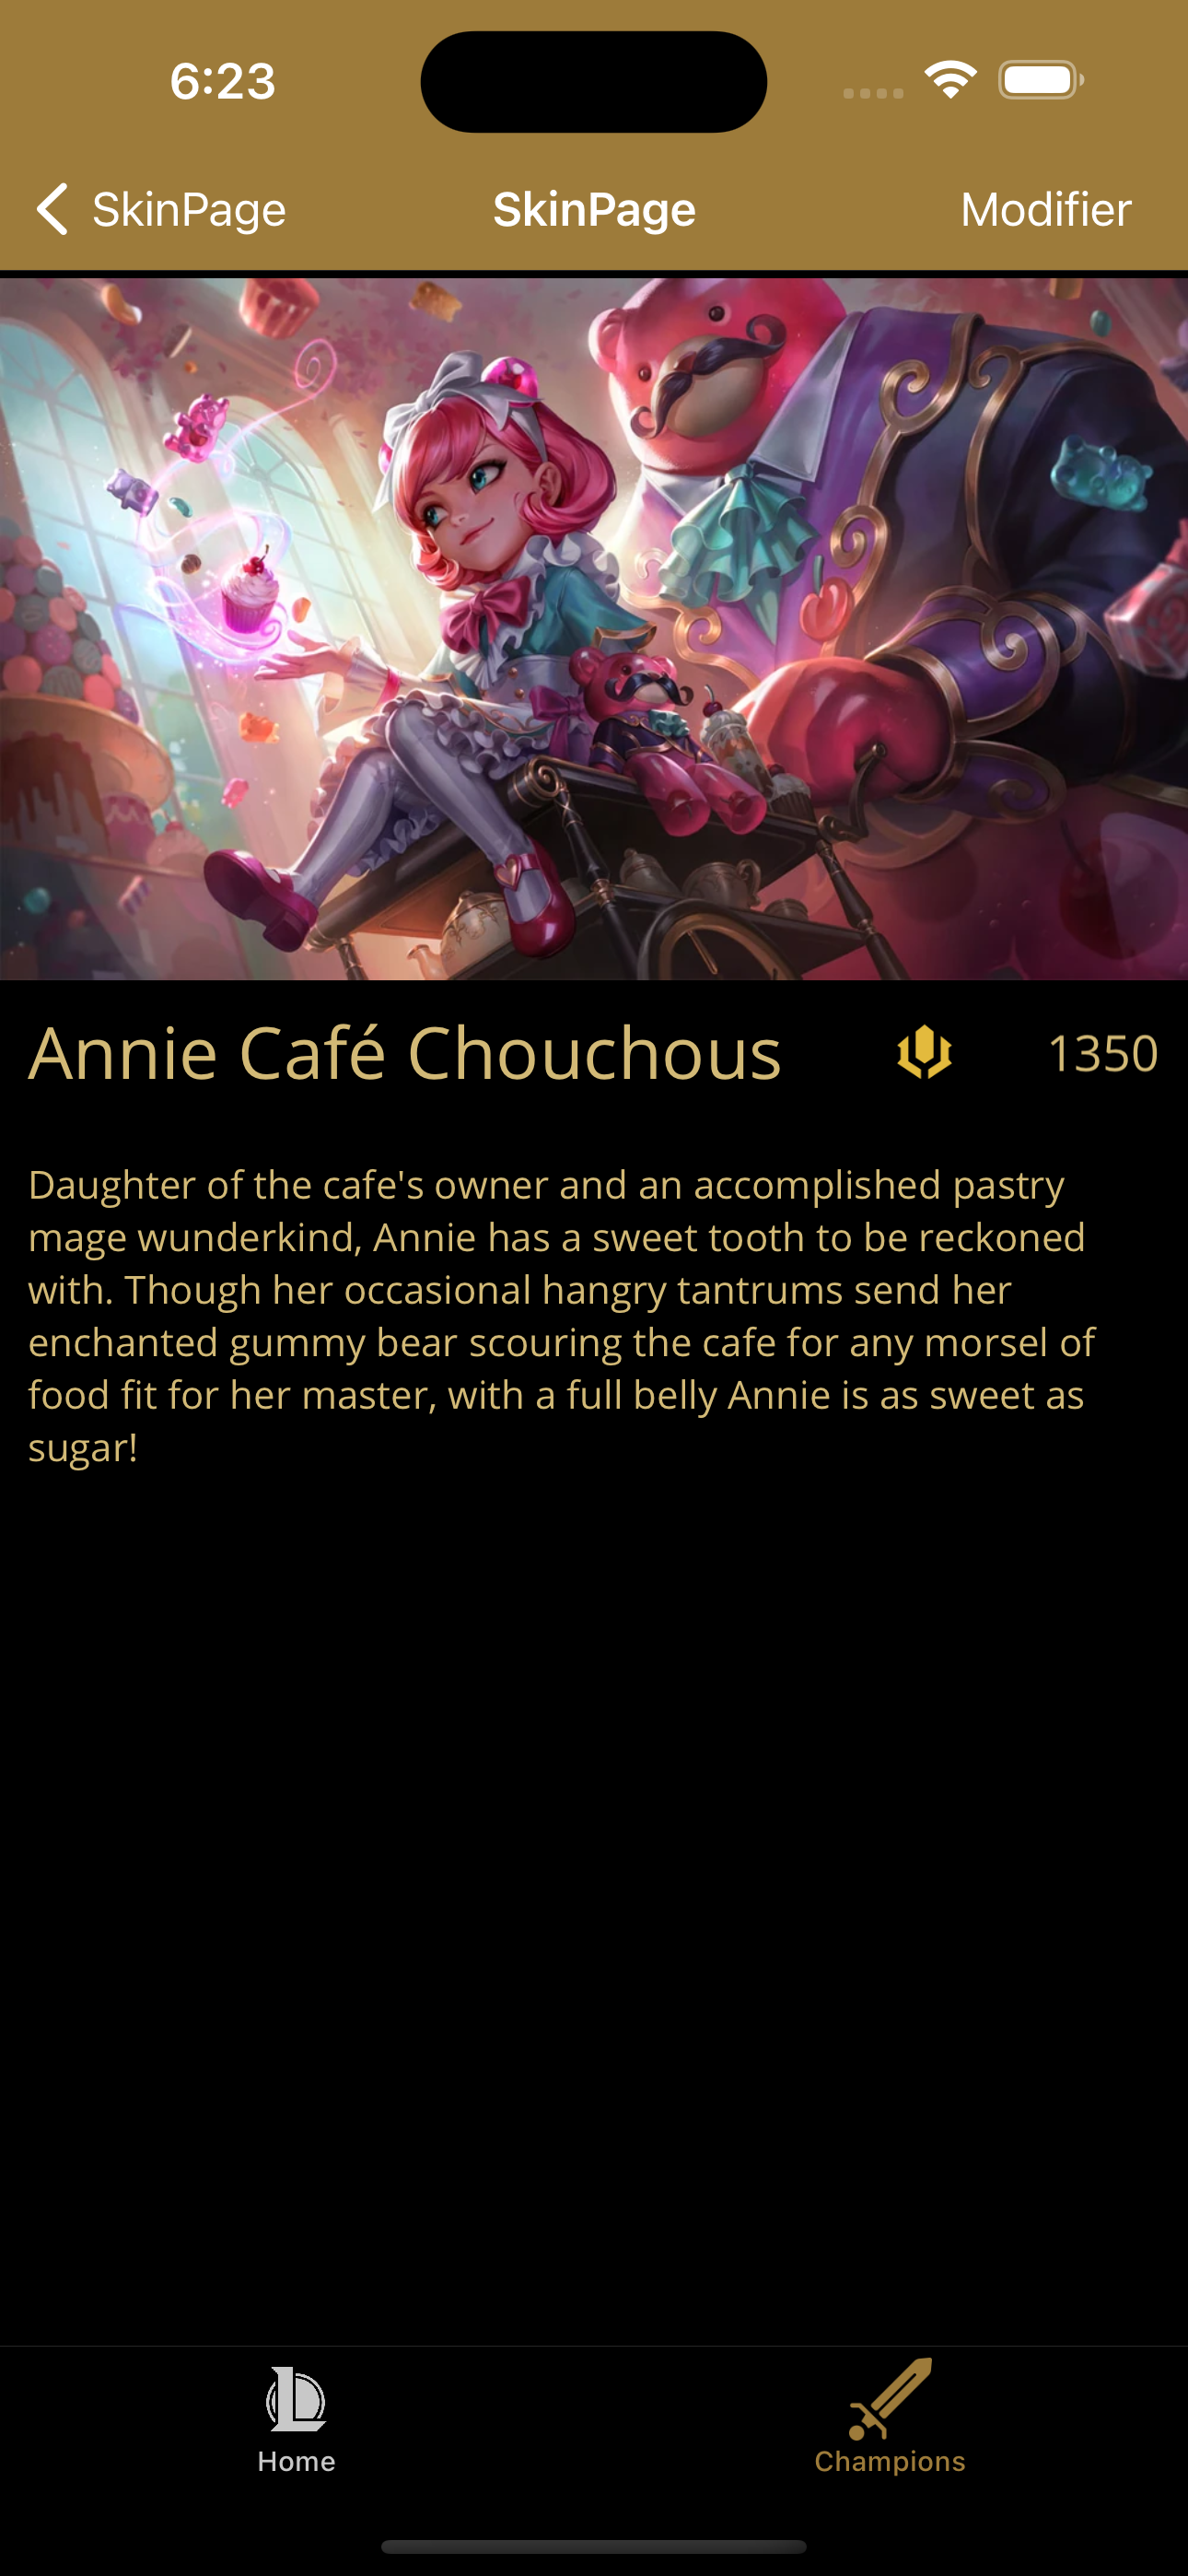 6:23
SkinPage
SkinPage
Modifier
Annie Café Chouchous
1350
Daughter of the cafe's owner and an accomplished pastry
mage wunderkind, Annie has a sweet tooth to be reckoned
with. Though her occasional hangry tantrums send her
enchanted gummy bear scouring the cafe for any morsel of
food fit for her master, with a full belly Annie is as sweet as
sugar!
Home
Champions